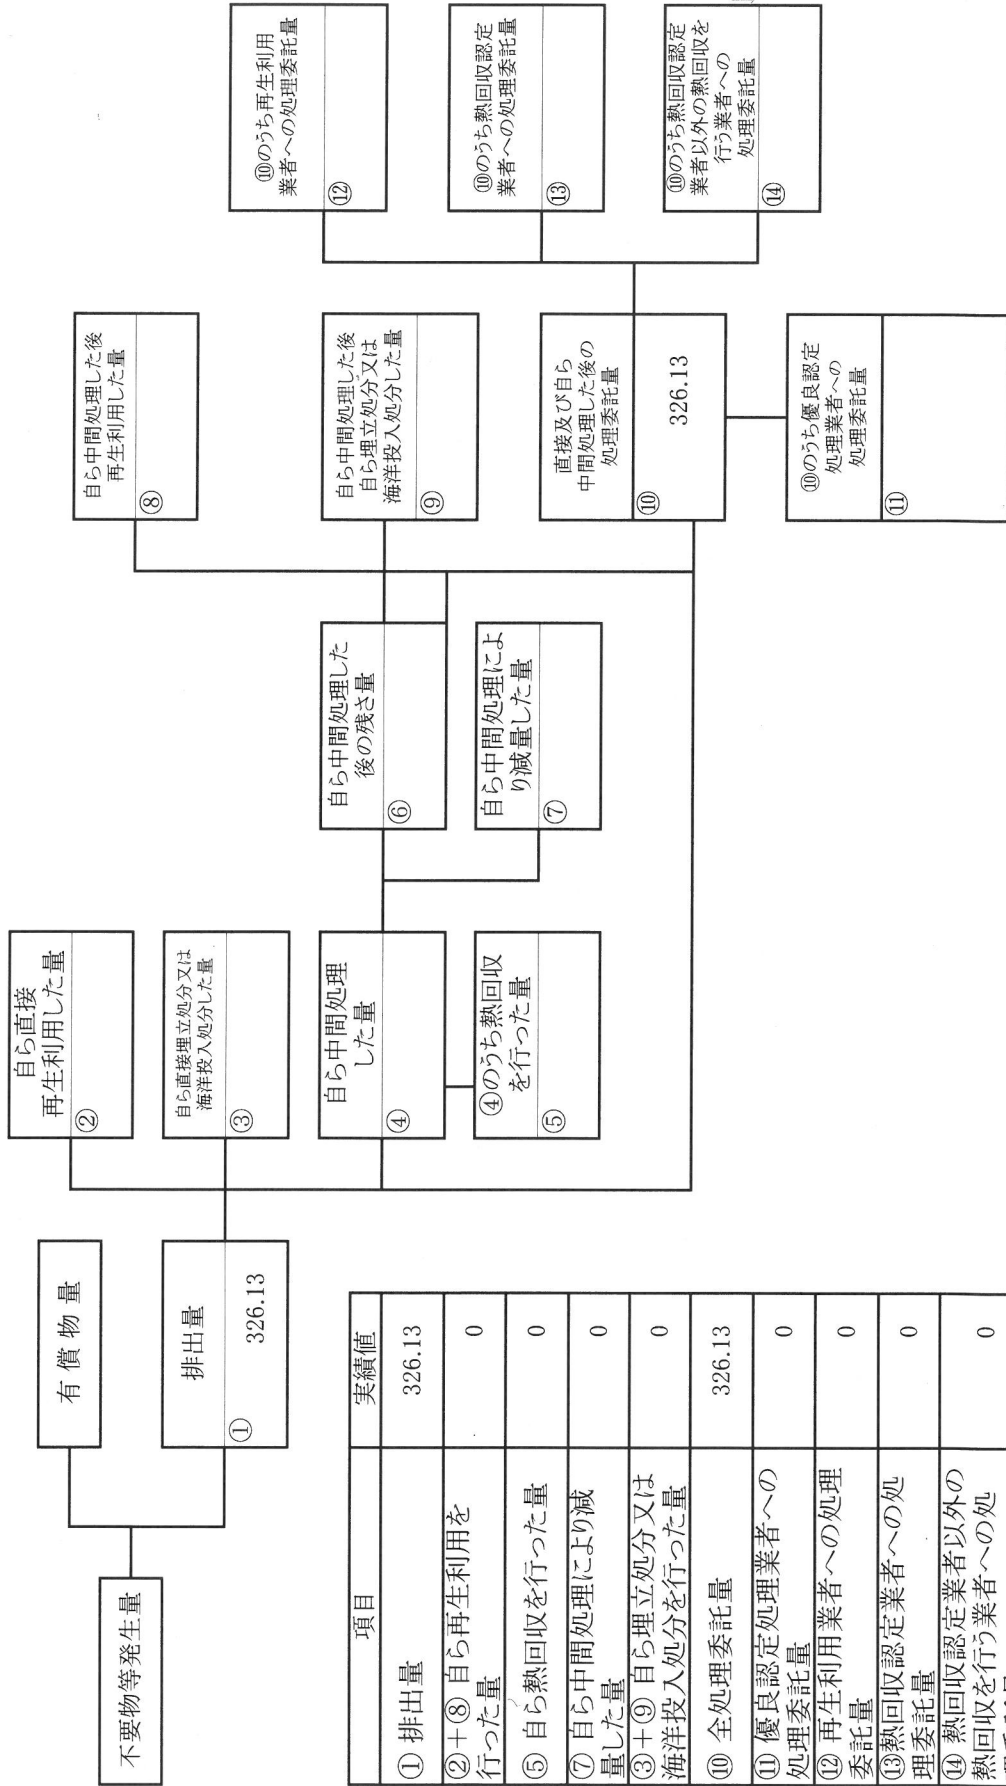 不要物等発生量
有償物量
排出量
①
326.13
自ら直接
再生利用した量
②
自ら直接埋立処分又は
海洋投入処分した量
③
自ら中間処理
した量
④
④のうち熱回収
を行った量
⑤
自ら中間処理した
後の残さ量
⑥
自ら中間処理によ
り減量した量
⑦
自ら中間処理した後
再生利用した量
⑧
自ら中間処理した後
自ら埋立処分又は
海洋投入処分した量
⑨
直接及び自ら
中間処理した後の
処理委託量
⑩
326.13
⑩のうち優良認定
処理業者への
処理委託量
⑪
⑩のうち再生利用
業者への処理委託量
⑫
⑩のうち熱回収認定
業者への処理委託量
⑬
⑩のうち熱回収認定
業者以外の熱回収を
行う業者への
処理委託量
⑭
項目 実績値
① 排出量 326.13
②+⑧ 自ら再生利用を
行った量 0
⑤ 自ら熱回収を行った量 0
⑦ 自ら中間処理により減
量した量 0
③+⑨ 自ら埋立処分又は
海洋投入処分を行った量 0
⑩ 全処理委託量 326.13
⑪ 優良認定処理業者への
処理委託量 0
⑫ 再生利用業者への処理
委託量 0
⑬熱回収認定業者への処
理委託量 0
⑭ 熱回収認定業者以外の
熱回収を行う業者への処 0